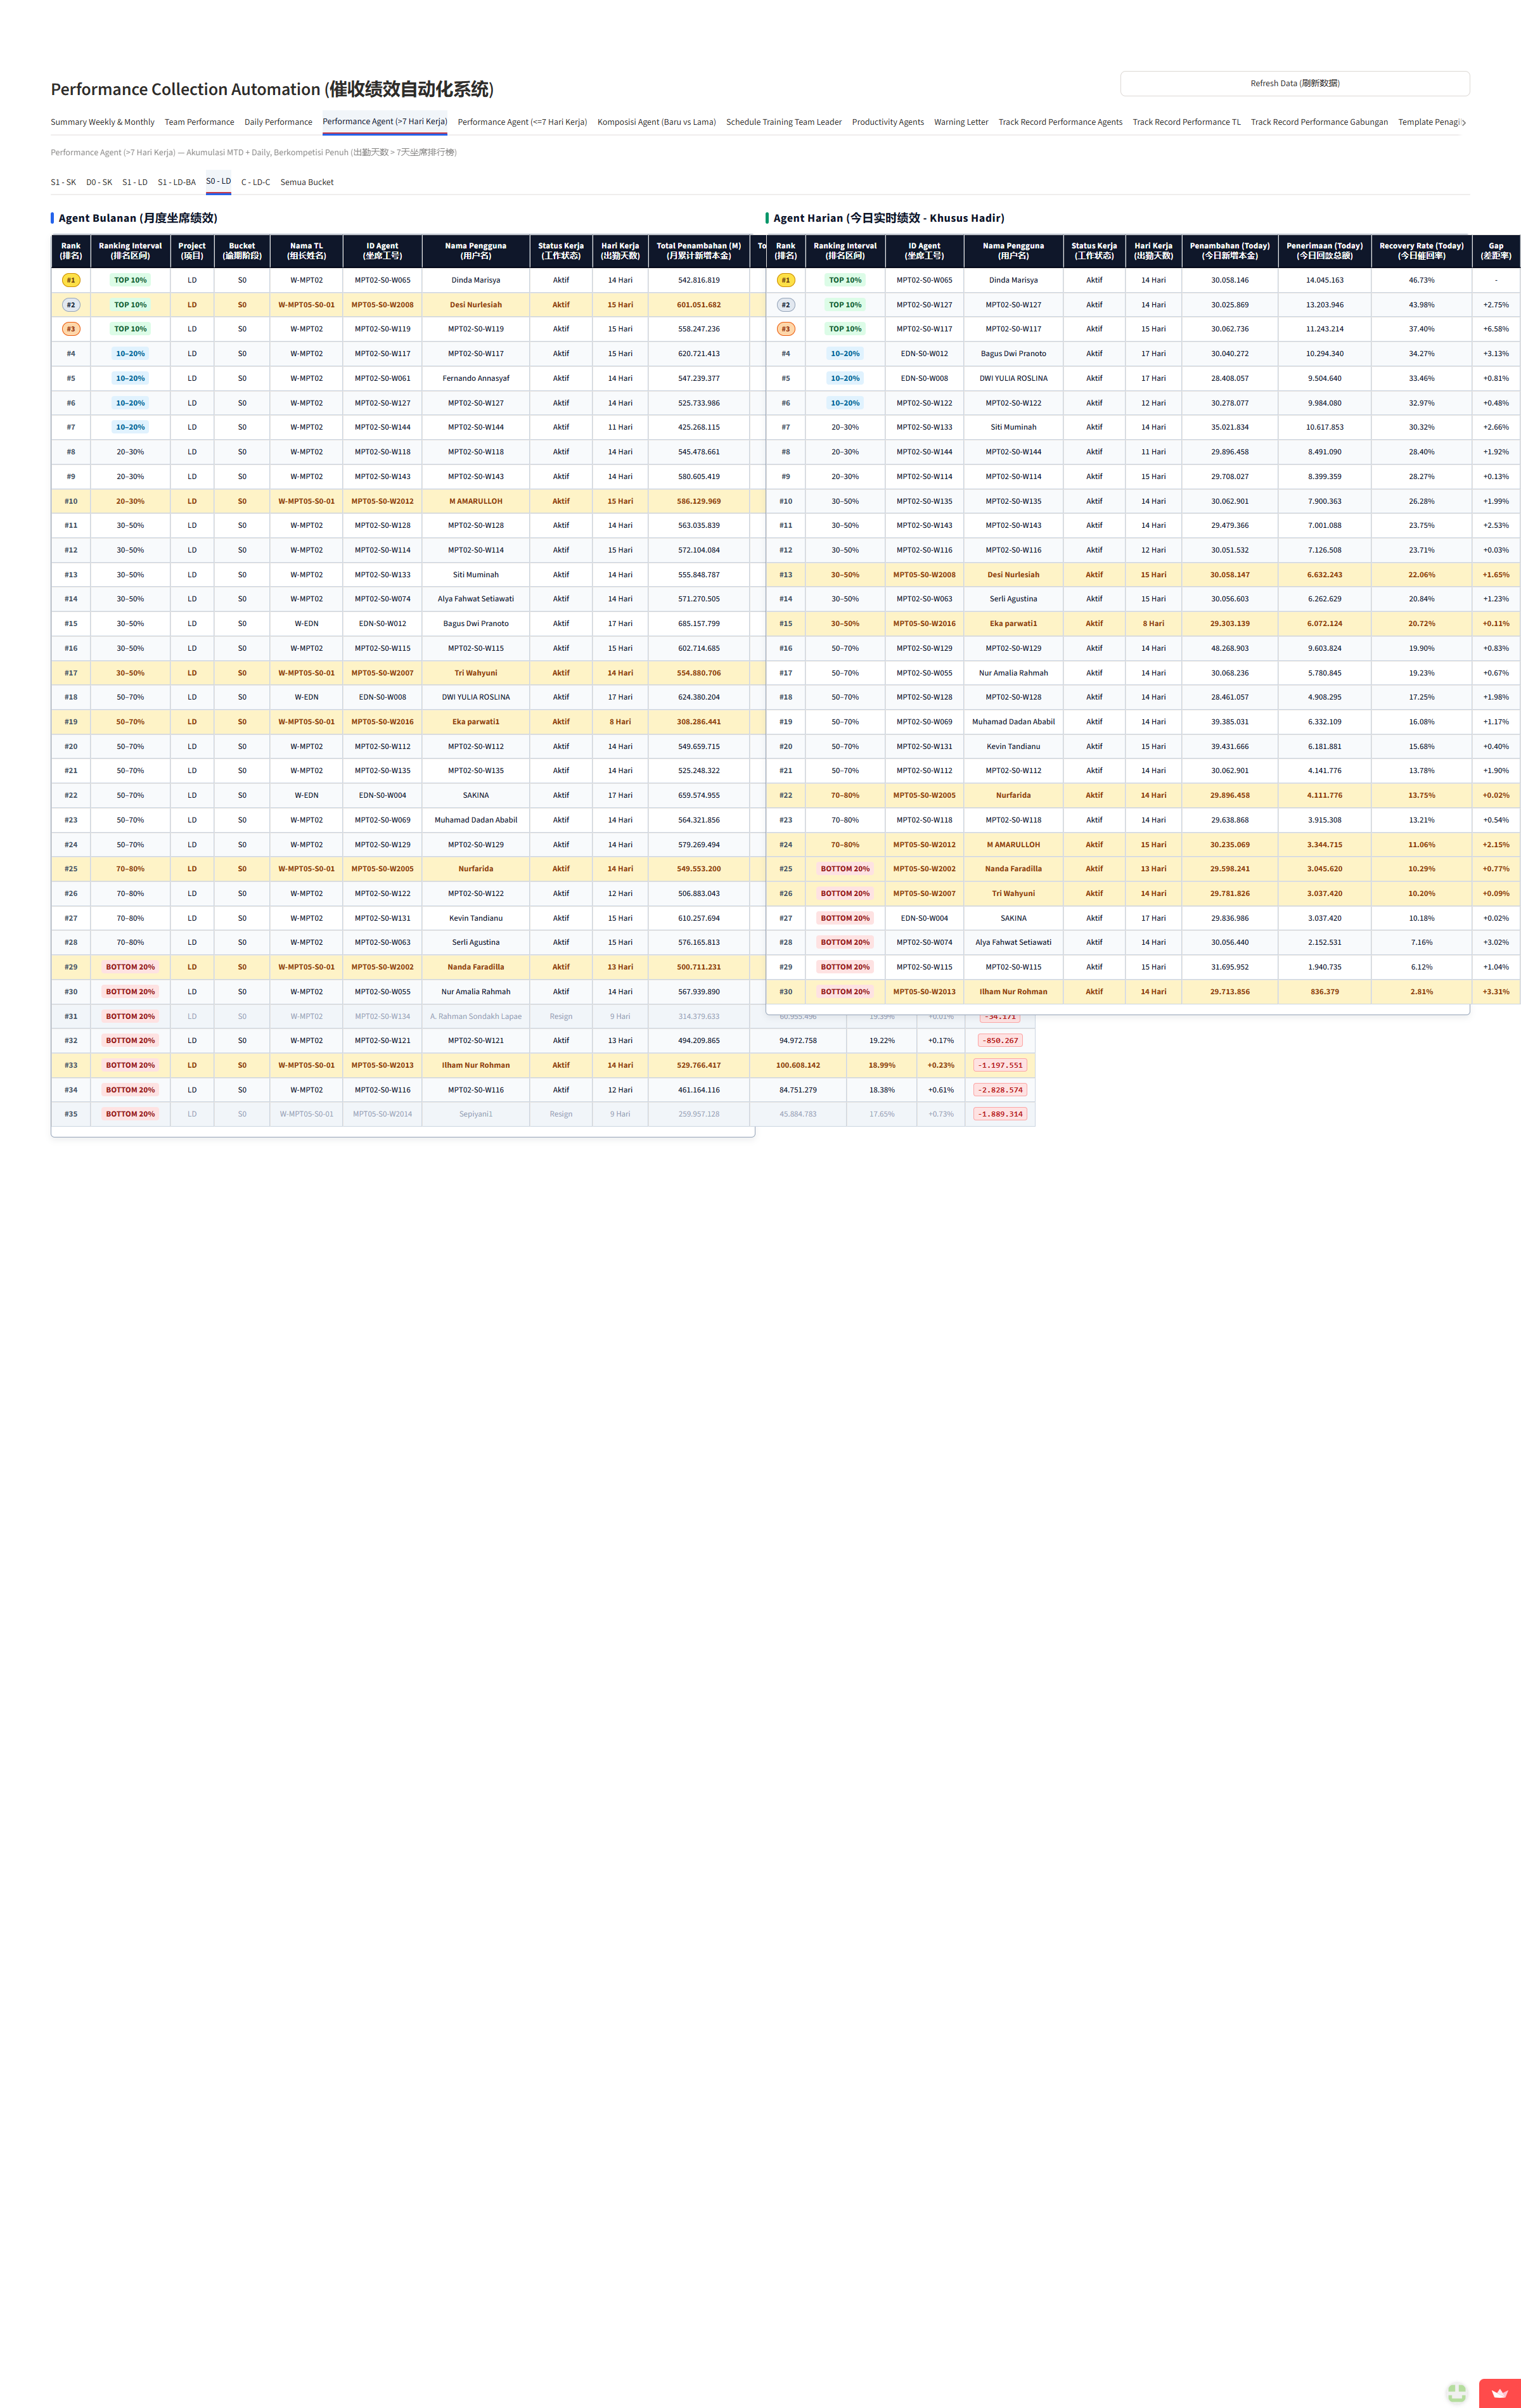 Performance Collection Automation (催收绩效自动化系统)
Refresh Data (刷新数据)
Summary Weekly & Monthly Team Performance Daily Performance Performance Agent (>7 Hari Kerja) Performance Agent (<=7 Hari Kerja) Komposisi Agent (Baru vs Lama) Schedule Training Team Leader Productivity Agents Warning Letter Track Record Performance Agents Track Record Performance TL Track Record Performance Gabungan Template Penagi
Performance Agent (>7 Hari Kerja) — Akumulasi MTD + Daily, Berkompetisi Penuh (出勤天数 > 7天坐席排行榜)
S1 - SK D0 - SK S1 - LD S1 - LD-BA S0 - LD C - LD-C Semua Bucket
Agent Bulanan (月度坐席绩效)
Rank Ranking Interval Project Bucket Nama TL ID Agent Nama Pengguna Status Kerja Hari Kerja Total Penambahan (M) To
(排名) (排名区间) (项目) (逾期阶段) (组长姓名) (坐席工号) (用户名) (工作状态) (出勤天数) (月累计新增本金)
#1 TOP 10% LD S0 W-MPT02 MPT02-S0-W065 Dinda Marisya Aktif 14 Hari 542.816.819
#2 TOP 10% LD S0 W-MPT05-S0-01 MPT05-S0-W2008 Desi Nurlesiah Aktif 15 Hari 601.051.682
#3 TOP 10% LD S0 W-MPT02 MPT02-S0-W119 MPT02-S0-W119 Aktif 15 Hari 558.247.236
#4 10–20% LD S0 W-MPT02 MPT02-S0-W117 MPT02-S0-W117 Aktif 15 Hari 620.721.413
#5 10–20% LD S0 W-MPT02 MPT02-S0-W061 Fernando Annasyaf Aktif 15 Hari 547.239.377
#6 10–20% LD S0 W-MPT02 MPT02-S0-W127 MPT02-S0-W127 Aktif 14 Hari 525.733.986
#7 10–20% LD S0 W-MPT02 MPT02-S0-W144 MPT02-S0-W144 Aktif 11 Hari 425.268.115
#8 20–30% LD S0 W-MPT02 MPT02-S0-W118 MPT02-S0-W118 Aktif 14 Hari 545.478.661
#9 20–30% LD S0 W-MPT02 MPT02-S0-W143 MPT02-S0-W143 Aktif 14 Hari 580.605.419
#10 20–30% LD S0 W-MPT05-S0-01 MPT05-S0-W2012 M AMARULLOH Aktif 15 Hari 586.129.969
#11 30–50% LD S0 W-MPT02 MPT02-S0-W128 MPT02-S0-W128 Aktif 14 Hari 563.035.839
#12 30–50% LD S0 W-MPT02 MPT02-S0-W114 MPT02-S0-W114 Aktif 15 Hari 572.104.084
#13 30–50% LD S0 W-MPT02 MPT02-S0-W133 Siti Muminah Aktif 14 Hari 555.848.787
#14 30–50% LD S0 W-MPT02 MPT02-S0-W074 Alya Fahwat Setiawati Aktif 14 Hari 571.270.505
#15 30–50% LD S0 W-EDN EDN-S0-W012 Bagus Dwi Pranoto Aktif 17 Hari 685.157.799
#16 30–50% LD S0 W-MPT02 MPT02-S0-W115 MPT02-S0-W115 Aktif 15 Hari 602.714.685
#17 30–50% LD S0 W-MPT05-S0-01 MPT05-S0-W2007 Tri Wahyuni Aktif 14 Hari 554.880.706
#18 50–70% LD S0 W-EDN EDN-S0-W008 DWI YULIA ROSLINA Aktif 17 Hari 624.380.204
#19 50–70% LD S0 W-MPT05-S0-01 MPT05-S0-W2016 Eka parwati1 Aktif 8 Hari 308.286.441
#20 50–70% LD S0 W-MPT02 MPT02-S0-W112 MPT02-S0-W112 Aktif 14 Hari 549.659.715
#21 50–70% LD S0 W-MPT02 MPT02-S0-W135 MPT02-S0-W135 Aktif 14 Hari 525.248.322
#22 50–70% LD S0 W-EDN EDN-S0-W004 SAKINA Aktif 17 Hari 659.574.955
#23 50–70% LD S0 W-MPT02 MPT02-S0-W069 Muhamad Dadan Ababil Aktif 14 Hari 564.321.856
#24 50–70% LD S0 W-MPT02 MPT02-S0-W129 MPT02-S0-W129 Aktif 14 Hari 579.269.494
#25 70–80% LD S0 W-MPT05-S0-01 MPT05-S0-W2005 Nurfarida Aktif 14 Hari 549.553.200
#26 70–80% LD S0 W-MPT02 MPT02-S0-W122 MPT02-S0-W122 Aktif 12 Hari 506.883.043
#27 70–80% LD S0 W-MPT02 MPT02-S0-W131 Kevin Tandianu Aktif 15 Hari 610.257.694
#28 70–80% LD S0 W-MPT02 MPT02-S0-W063 Serli Agustina Aktif 15 Hari 576.165.813
#29 BOTTOM 20% LD S0 W-MPT05-S0-01 MPT05-S0-W2002 Nanda Faradilla Aktif 13 Hari 500.711.231
#30 BOTTOM 20% LD S0 W-MPT02 MPT02-S0-W055 Nur Amalia Rahmah Aktif 14 Hari 567.939.890
#31 BOTTOM 20% LD S0 W-MPT02 MPT02-S0-W134 A. Rahman Sondakh Lapae Resign 9 Hari 314.379.633 60.955.496 19.39% +0.01% -34.171
#32 BOTTOM 20% LD S0 W-MPT02 MPT02-S0-W121 MPT02-S0-W121 Aktif 13 Hari 494.209.865 94.972.758 19.22% +0.17% -850.267
#33 BOTTOM 20% LD S0 W-MPT05-S0-01 MPT05-S0-W2013 Ilham Nur Rohman Aktif 14 Hari 529.766.417 100.608.142 18.99% +0.23% -1.197.551
#34 BOTTOM 20% LD S0 W-MPT02 MPT02-S0-W116 MPT02-S0-W116 Aktif 12 Hari 461.164.116 84.751.279 18.38% +0.61% -2.828.574
#35 BOTTOM 20% LD S0 W-MPT05-S0-01 MPT05-S0-W2014 Sepiyani1 Resign 9 Hari 259.957.128 45.884.783 17.65% +0.73% -1.889.314
Agent Harian (今日实时绩效 - Khusus Hadir)
Rank Ranking Interval ID Agent Nama Pengguna Status Kerja Hari Kerja Penambahan (Today) Penerimaan (Today) Recovery Rate (Today) Gap
(排名) (排名区间) (坐席工号) (用户名) (工作状态) (出勤天数) (今日新增本金) (今日回款总额) (今日催回率) (差距率)
#1 TOP 10% MPT02-S0-W065 Dinda Marisya Aktif 14 Hari 30.058.146 14.045.163 46.73% -
#2 TOP 10% MPT02-S0-W127 MPT02-S0-W127 Aktif 14 Hari 30.025.869 13.203.946 43.98% +2.75%
#3 TOP 10% MPT02-S0-W117 MPT02-S0-W117 Aktif 15 Hari 30.062.736 11.243.214 37.40% +6.58%
#4 10–20% EDN-S0-W012 Bagus Dwi Pranoto Aktif 17 Hari 30.040.272 10.294.340 34.27% +3.13%
#5 10–20% EDN-S0-W008 DWI YULIA ROSLINA Aktif 17 Hari 28.408.057 9.504.640 33.46% +0.81%
#6 10–20% MPT02-S0-W122 MPT02-S0-W122 Aktif 12 Hari 30.278.077 9.984.080 32.97% +0.48%
#7 20–30% MPT02-S0-W133 Siti Muminah Aktif 14 Hari 35.021.834 10.617.853 30.32% +2.66%
#8 20–30% MPT02-S0-W144 MPT02-S0-W144 Aktif 11 Hari 29.896.458 8.491.090 28.40% +1.92%
#9 20–30% MPT02-S0-W114 MPT02-S0-W114 Aktif 15 Hari 29.708.027 8.399.359 28.27% +0.13%
#10 30–50% MPT02-S0-W135 MPT02-S0-W135 Aktif 14 Hari 30.062.901 7.900.363 26.28% +1.99%
#11 30–50% MPT02-S0-W143 MPT02-S0-W143 Aktif 14 Hari 29.479.366 7.001.088 23.75% +2.53%
#12 30–50% MPT02-S0-W116 MPT02-S0-W116 Aktif 12 Hari 30.051.532 7.126.508 23.71% +0.03%
#13 30–50% MPT05-S0-W2008 Desi Nurlesiah Aktif 15 Hari 30.058.147 6.632.243 22.06% +1.65%
#14 30–50% MPT02-S0-W063 Serli Agustina Aktif 15 Hari 30.056.603 6.262.629 20.84% +1.23%
#15 30–50% MPT05-S0-W2016 Eka parwati1 Aktif 8 Hari 29.303.139 6.072.124 20.72% +0.11%
#16 50–70% MPT02-S0-W129 MPT02-S0-W129 Aktif 14 Hari 48.268.903 9.603.824 19.90% +0.83%
#17 50–70% MPT02-S0-W055 Nur Amalia Rahmah Aktif 14 Hari 30.068.236 5.780.845 19.23% +0.67%
#18 50–70% MPT02-S0-W128 MPT02-S0-W128 Aktif 14 Hari 28.461.057 4.908.295 17.25% +1.98%
#19 50–70% MPT02-S0-W069 Muhamad Dadan Ababil Aktif 14 Hari 39.385.031 6.332.109 16.08% +1.17%
#20 50–70% MPT02-S0-W131 Kevin Tandianu Aktif 15 Hari 39.431.666 6.181.881 15.68% +0.40%
#21 50–70% MPT02-S0-W112 MPT02-S0-W112 Aktif 14 Hari 30.062.901 4.141.776 13.78% +1.90%
#22 70–80% MPT05-S0-W2005 Nurfarida Aktif 14 Hari 29.896.458 4.111.776 13.75% +0.02%
#23 70–80% MPT02-S0-W118 MPT02-S0-W118 Aktif 14 Hari 29.638.868 3.915.308 13.21% +0.54%
#24 70–80% MPT05-S0-W2012 M AMARULLOH Aktif 15 Hari 30.235.069 3.344.715 11.06% +2.15%
#25 BOTTOM 20% MPT05-S0-W2002 Nanda Faradilla Aktif 13 Hari 29.598.241 3.045.620 10.29% +0.77%
#26 BOTTOM 20% MPT05-S0-W2007 Tri Wahyuni Aktif 14 Hari 29.781.826 3.037.420 10.20% +0.09%
#27 BOTTOM 20% EDN-S0-W004 SAKINA Aktif 17 Hari 29.836.986 3.037.420 10.18% +0.02%
#28 BOTTOM 20% MPT02-S0-W074 Alya Fahwat Setiawati Aktif 14 Hari 30.056.440 2.152.531 7.16% +3.02%
#29 BOTTOM 20% MPT02-S0-W115 MPT02-S0-W115 Aktif 15 Hari 31.695.952 1.940.735 6.12% +1.04%
#30 BOTTOM 20% MPT05-S0-W2013 Ilham Nur Rohman Aktif 14 Hari 29.713.856 836.379 2.81% +3.31%